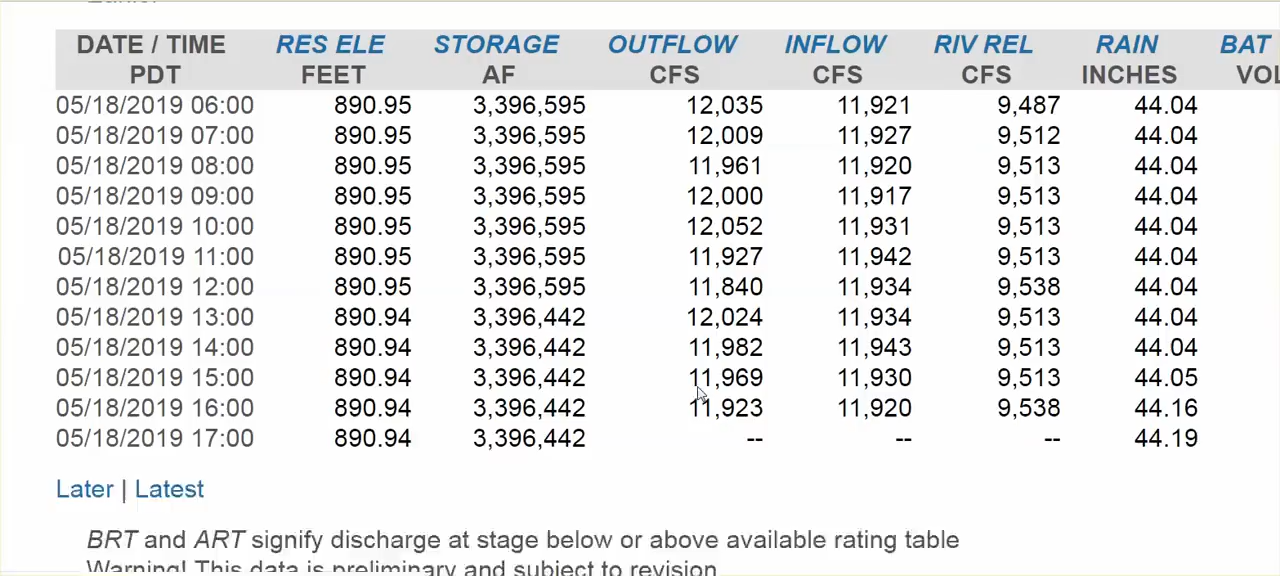 DATE / TIME RES ELE STORAGE OUTFLOW INFLOW RIV REL RAIN BAT
PDT FEET AF CFS CFS CFS INCHES
05/18/2019 06:00 890.95 3,396,595 12,035 11,921 9,487 44.04
05/18/2019 07:00 890.95 3,396,595 12,009 11,927 9,512 44.04
05/18/2019 08:00 890.95 3,396,595 11,961 11,920 9,513 44.04
05/18/2019 09:00 890.95 3,396,595 12,000 11,917 9,513 44.04
05/18/2019 10:00 890.95 3,396,595 12,052 11,931 9,513 44.04
05/18/2019 11:00 890.95 3,396,595 11,927 11,942 9,513 44.04
05/18/2019 12:00 890.95 3,396,595 11,840 11,934 9,538 44.04
05/18/2019 13:00 890.94 3,396,442 12,024 11,934 9,513 44.04
05/18/2019 14:00 890.94 3,396,442 11,982 11,943 9,513 44.04
05/18/2019 15:00 890.94 3,396,442 11,969 11,930 9,513 44.05
05/18/2019 16:00 890.94 3,396,442 11,923 11,920 9,538 44.16
05/18/2019 17:00 890.94 3,396,442 -- -- -- 44.19
Later | Latest
BRT and ART signify discharge at stage below or above available rating table
Warning! This data is preliminary and subject to revision